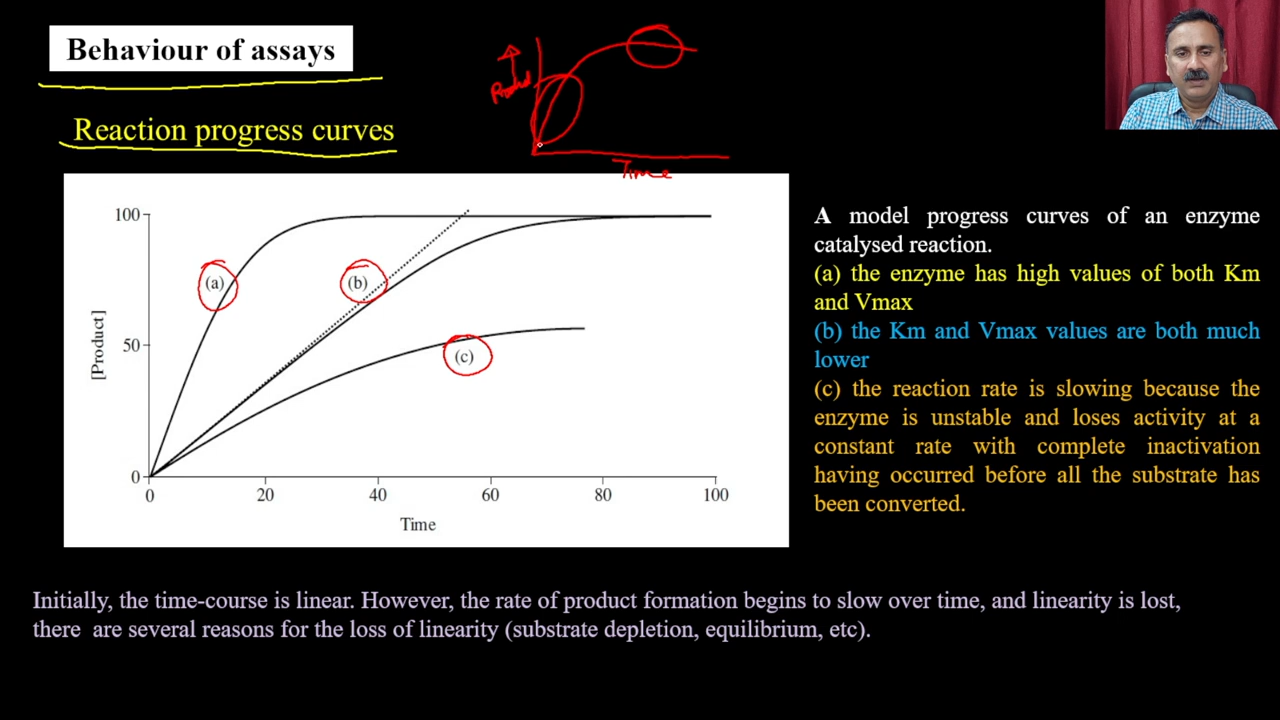 Behaviour of assays
Reaction progress curves
Product
Time
100
50
0
[Product]
(a)
(b)
(c)
0 20 40 60 80 100
Time
A model progress curves of an enzyme
catalysed reaction.
(a) the enzyme has high values of both Km
and Vmax
(b) the Km and Vmax values are both much
lower
(c) the reaction rate is slowing because the
enzyme is unstable and loses activity at a
constant rate with complete inactivation
having occurred before all the substrate has
been converted.
Initially, the time-course is linear. However, the rate of product formation begins to slow over time, and linearity is lost,
there are several reasons for the loss of linearity (substrate depletion, equilibrium, etc).